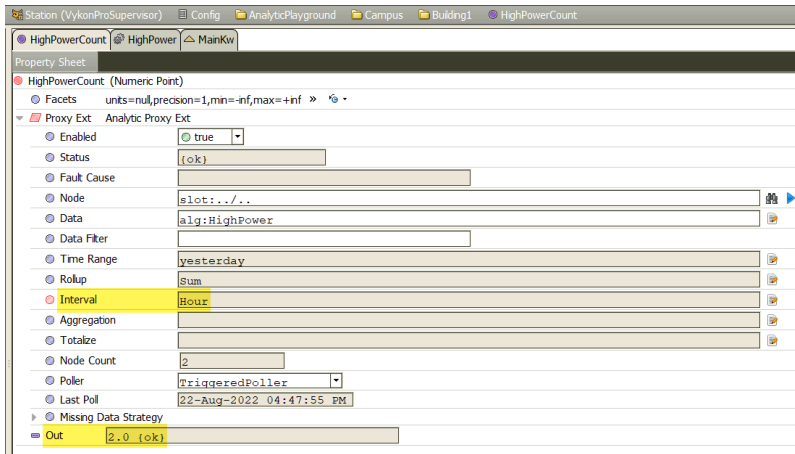 Station (VykonProSupervisor) Config AnalyticPlayground Campus Building1 HighPowerCount
HighPowerCount HighPower MainKw
Property Sheet
HighPowerCount (Numeric Point)
Facets units=null,precision=1,min=-inf,max=+inf »
Proxy Ext Analytic Proxy Ext
Enabled true
Status {ok}
Fault Cause
Node slot:../..
Data alg:HighPower
Data Filter
Time Range yesterday
Rollup Sum
Interval Hour
Aggregation
Totalize
Node Count 2
Poller TriggeredPoller
Last Poll 22-Aug-2022 04:47:55 PM
Missing Data Strategy
Out 2.0 {ok}